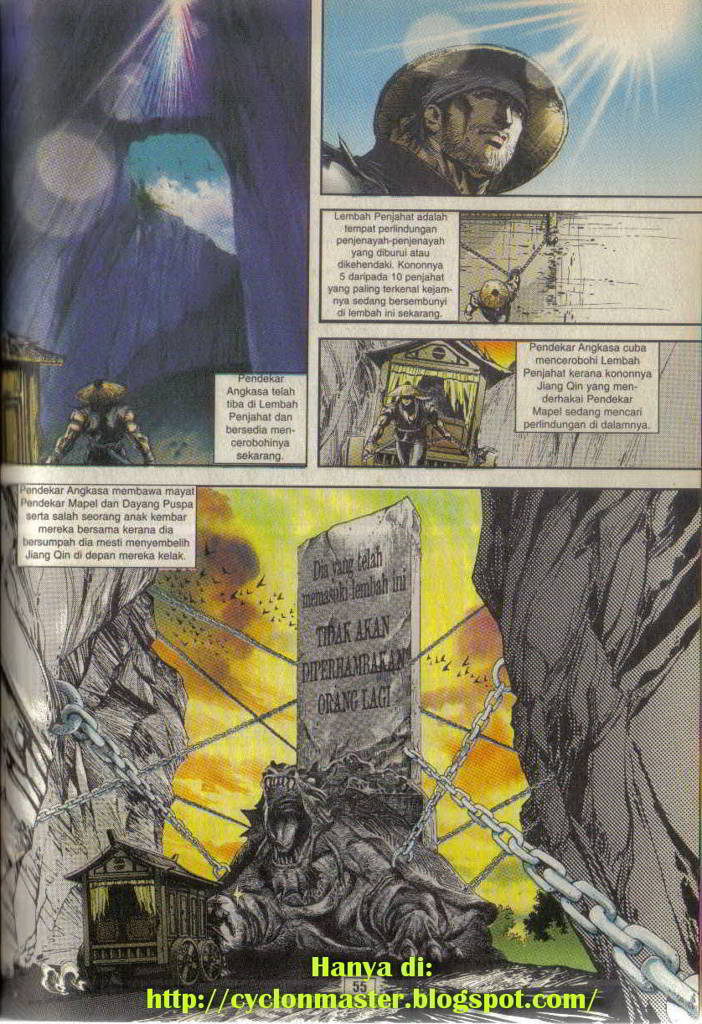 Lembah Penjahat adalah
tempat perlindungan
penjenayah-penjenayah
yang diburui atau
dikehendaki. Kononnya
5 daripada 10 penjahat
yang paling terkenal kejam-
nya sedang bersembunyi
di lembah ini sekarang.
Pendekar
Angkasa telah
tiba di Lembah
Penjahat dan
bersedia men-
cerobohinya
sekarang.
Pendekar Angkasa cuba
mencerobohi Lembah
Penjahat kerana kononnya
Jiang Qin yang men-
derhakai Pendekar
Mapel sedang mencari
perlindungan di dalamnya.
Pendekar Angkasa membawa mayat
Pendekar Mapel dan Dayang Puspa
serta salah seorang anak kembar
mereka bersama kerana dia
bersumpah dia mesti menyembelih
Jiang Qin di depan mereka kelak.
Dia yang telah
memasuki lembah ini
TIDAK AKAN
DIPERHAMBAKAN
ORANG LAGI
Hanya di:
55
http://cyclonmaster.blogspot.com/